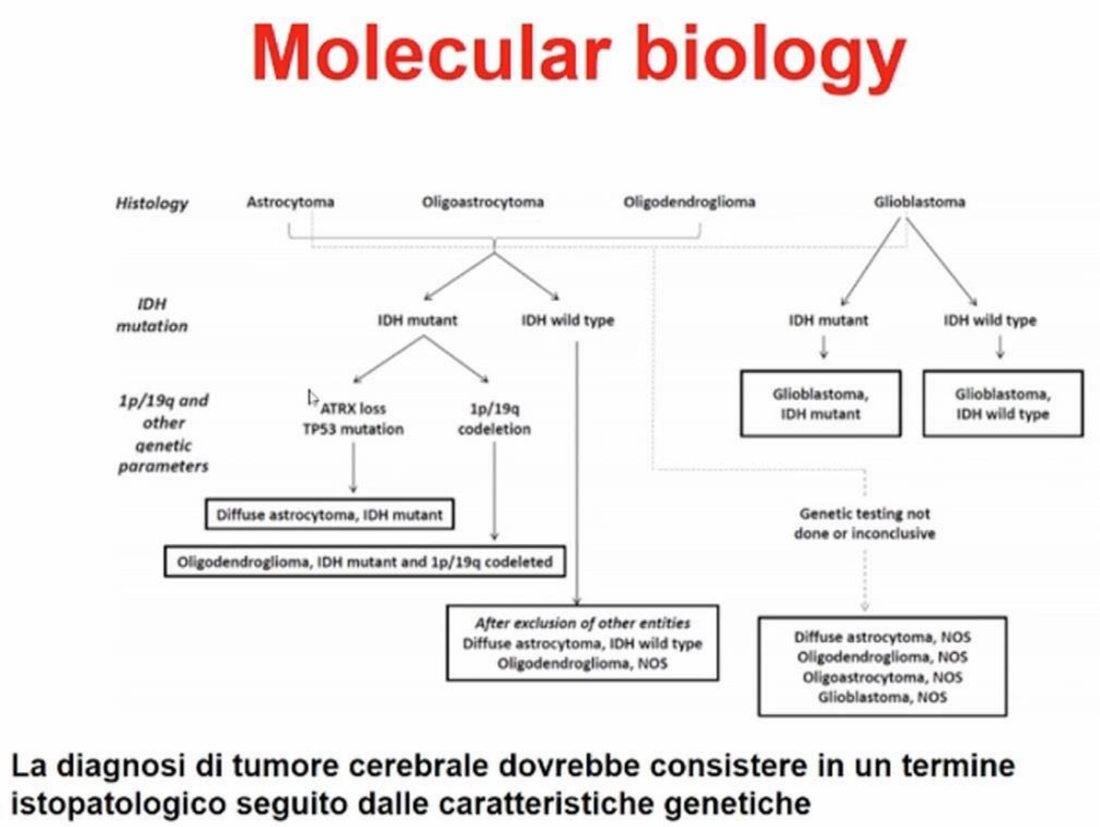 Molecular biology
Histology
Astrocytoma
Oligoastrocytoma
Oligodendroglioma
Glioblastoma
IDH
mutation
IDH mutant
IDH wild type
IDH mutant
IDH wild type
1p/19q and
other
genetic
parameters
ATRX loss
TP53 mutation
1p/19q
codeletion
Glioblastoma,
IDH mutant
Glioblastoma,
IDH wild type
Diffuse astrocytoma, IDH mutant
Oligodendroglioma, IDH mutant and 1p/19q codeleted
Genetic testing not
done or inconclusive
After exclusion of other entities
Diffuse astrocytoma, IDH wild type
Oligodendroglioma, NOS
Diffuse astrocytoma, NOS
Oligodendroglioma, NOS
Oligoastrocytoma, NOS
Glioblastoma, NOS
La diagnosi di tumore cerebrale dovrebbe consistere in un termine
istopatologico seguito dalle caratteristiche genetiche